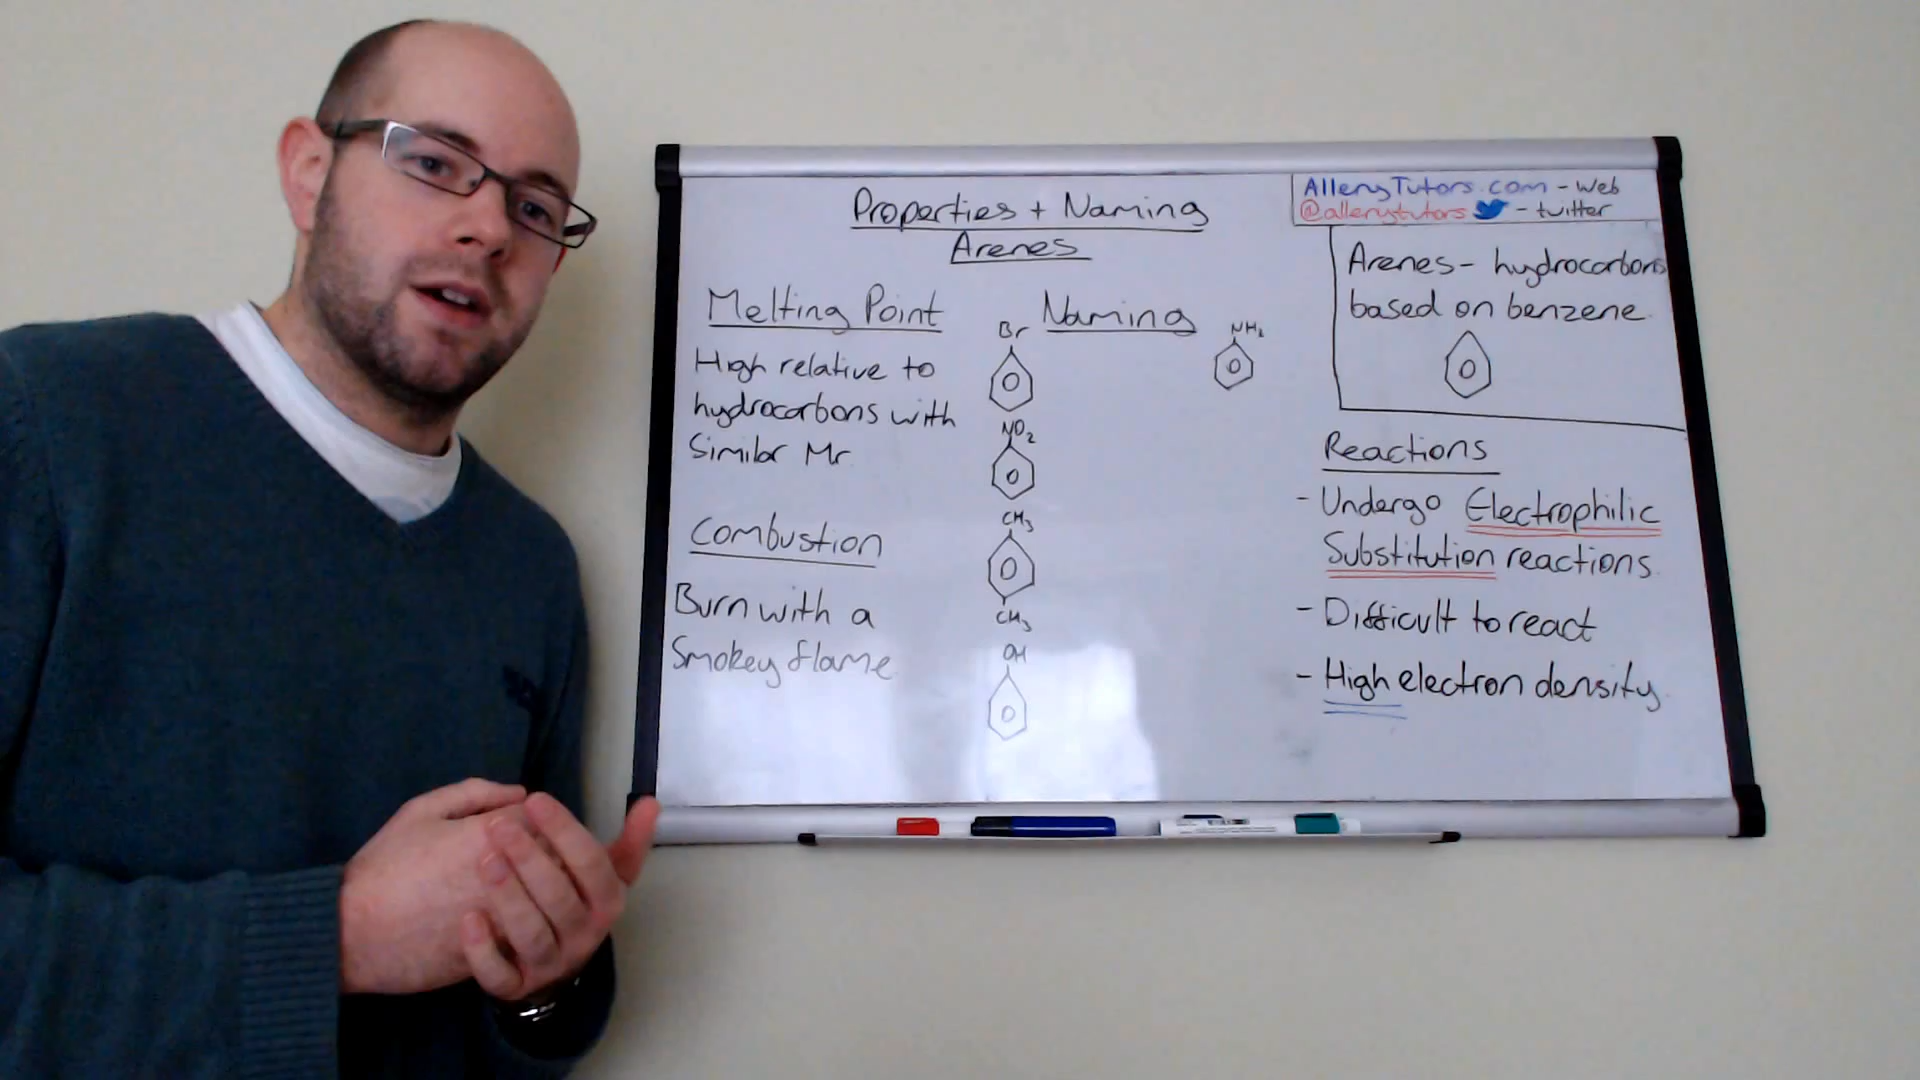 Properties + Naming
Arenes
AlleryTutors.com - Web
@allerytutors - twitter
Arenes - hydrocarbons
based on benzene
Melting Point
High relative to
hydrocarbons with
Similar Mr
Combustion
Burn with a
Smokey flame
Naming
Br
NO2
CH3
CH3
OH
NH2
Reactions
- Undergo Electrophilic
Substitution reactions.
- Difficult to react
- High electron density